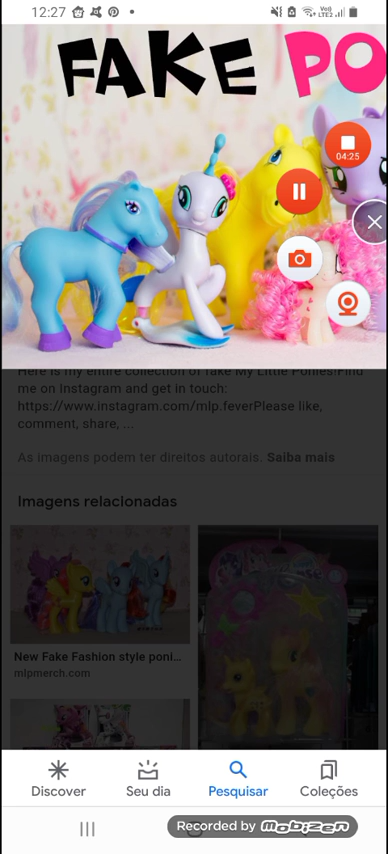 12:27
Vo))
LTE2
FAKE PO
04:25
Here is my entire collection of fake My Little Ponies!Find
me on Instagram and get in touch:
https://www.instagram.com/mlp.feverPlease like,
comment, share, ...
As imagens podem ter direitos autorais. Saiba mais
Imagens relacionadas
New Fake Fashion style poni...
mlpmerch.com
Discover
Seu dia
Pesquisar
Coleções
Recorded by mobizen